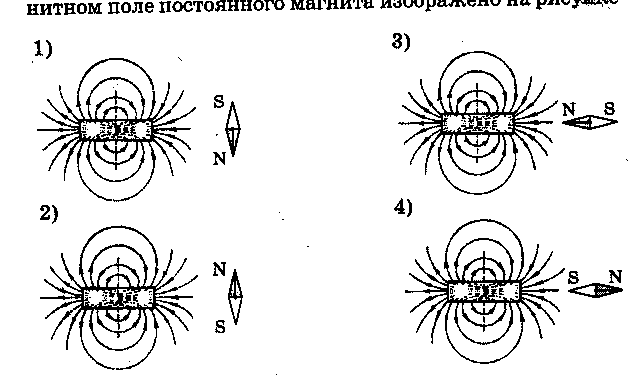 нитном поле постоянного магнита изображено на рисунке
1)
S
N
3)
N S
2)
N
S
4)
S N